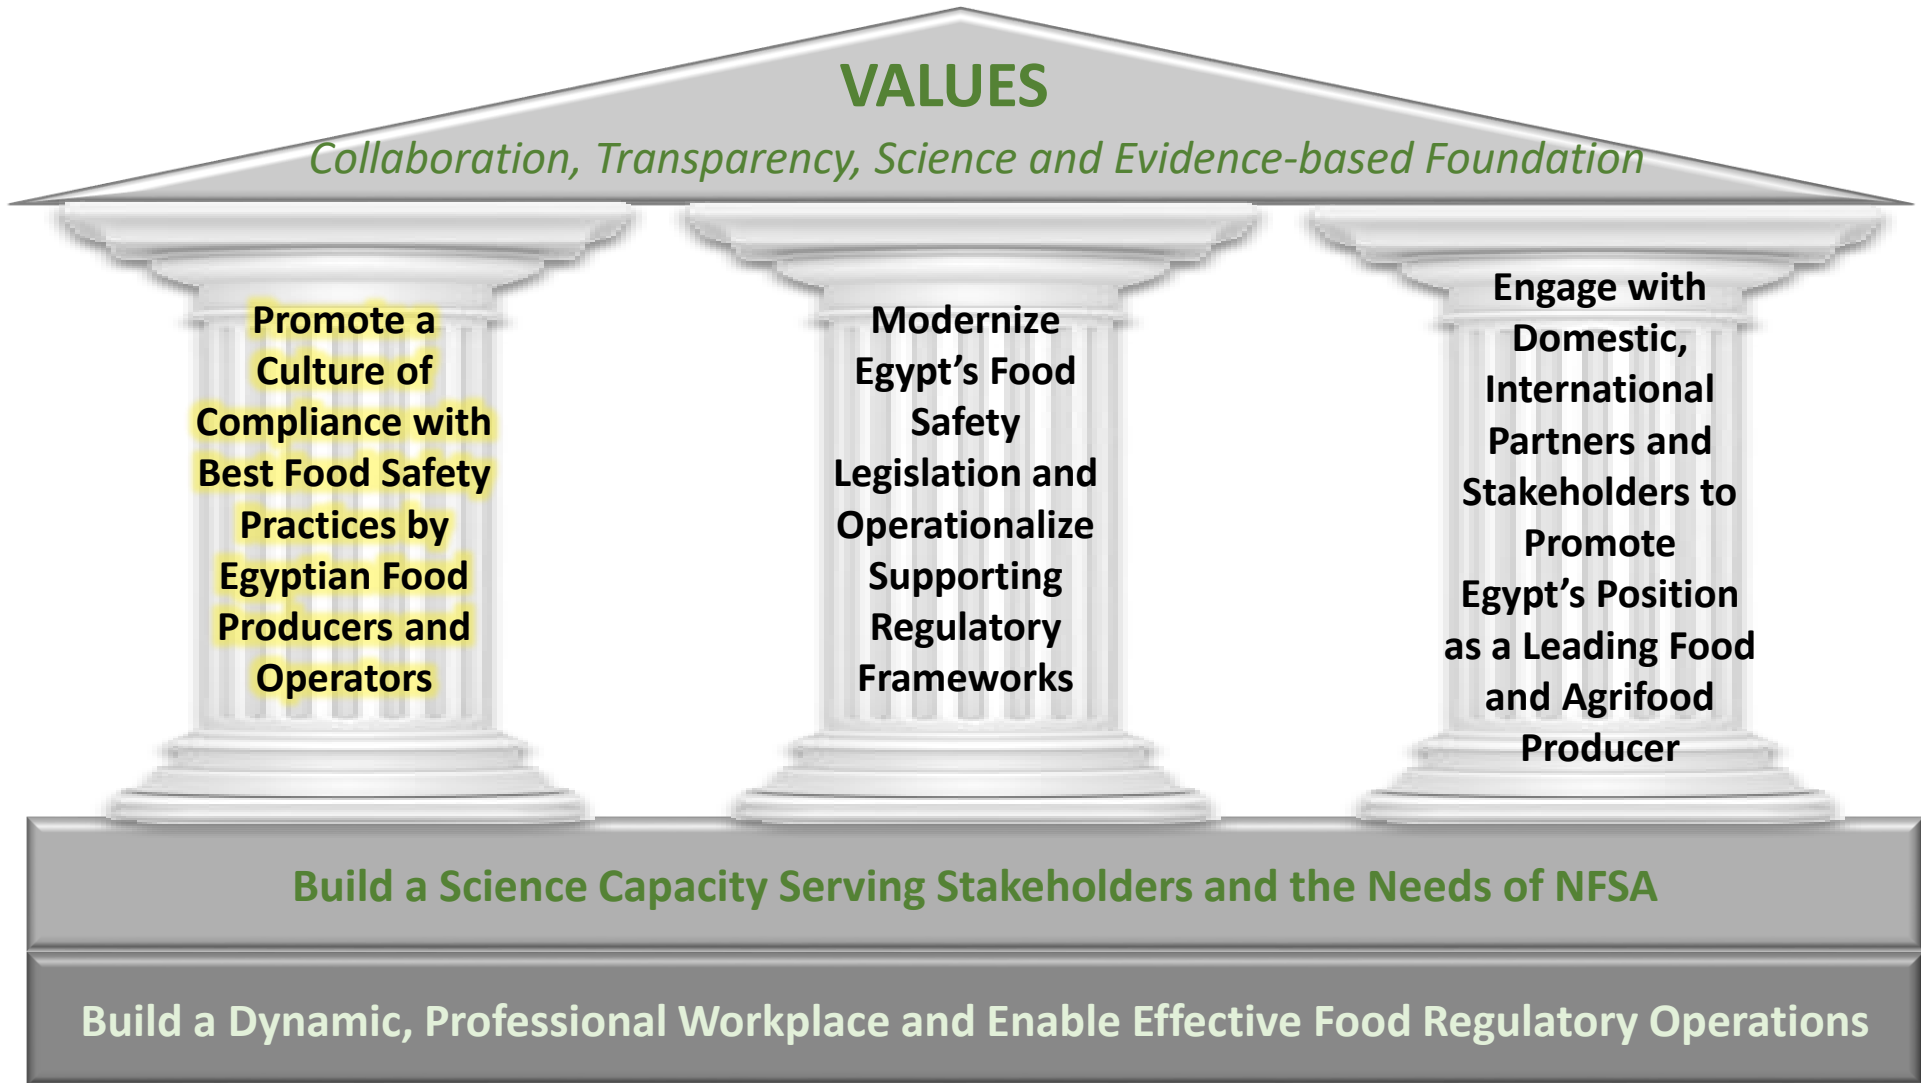 VALUES
Collaboration, Transparency, Science and Evidence-based Foundation
Promote a
Culture of
Compliance with
Best Food Safety
Practices by
Egyptian Food
Producers and
Operators
Modernize
Egypt’s Food
Safety
Legislation and
Operationalize
Supporting
Regulatory
Frameworks
Engage with
Domestic,
International
Partners and
Stakeholders to
Promote
Egypt’s Position
as a Leading Food
and Agrifood
Producer
Build a Science Capacity Serving Stakeholders and the Needs of NFSA
Build a Dynamic, Professional Workplace and Enable Effective Food Regulatory Operations